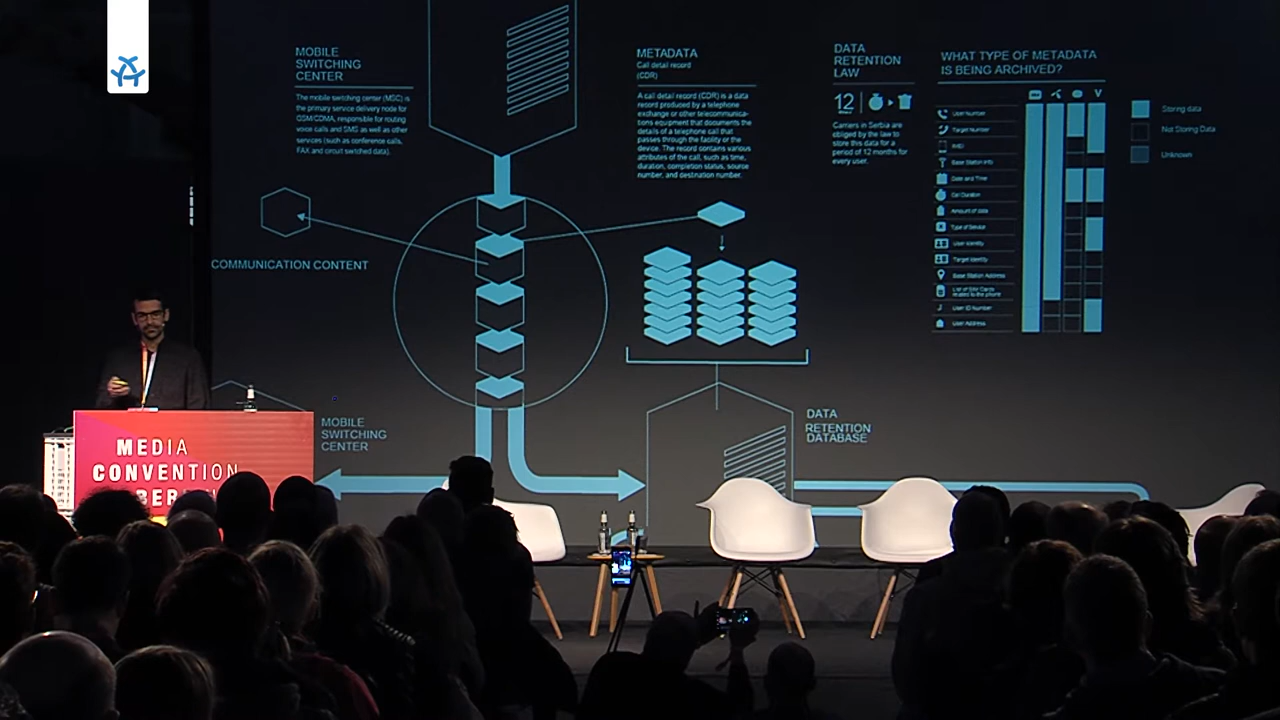 MOBILE
SWITCHING
CENTER
The mobile switching center (MSC) is
the primary service delivery node for
GSM/CDMA, responsible for routing
voice calls and SMS as well as other
services (such as conference calls,
FAX and circuit switched data).
METADATA
Call detail record
(CDR)
A call detail record (CDR) is a data
record produced by a telephone
exchange or other telecommunica-
tions equipment that documents the
details of a telephone call that
passes through the facility or the
device. The record contains various
attributes of the call, such as time,
duration, completion status, source
number, and destination number.
DATA
RETENTION
LAW
12
Carriers in Serbia are
obliged by the law to
store this data for a
period of 12 months for
every user.
WHAT TYPE OF METADATA
IS BEING ARCHIVED?
User Number
Target Number
IMEI
Base Station Info
Date and Time
Call Duration
Amount of data
Type of Service
User Identity
Target Identity
Base Station Address
List of SIM Cards
related to the phone
User ID Number
User Address
Storing data
Not Storing Data
Unknown
COMMUNICATION CONTENT
MOBILE
SWITCHING
CENTER
DATA
RETENTION
DATABASE
MEDIA
CONVENTION
BER